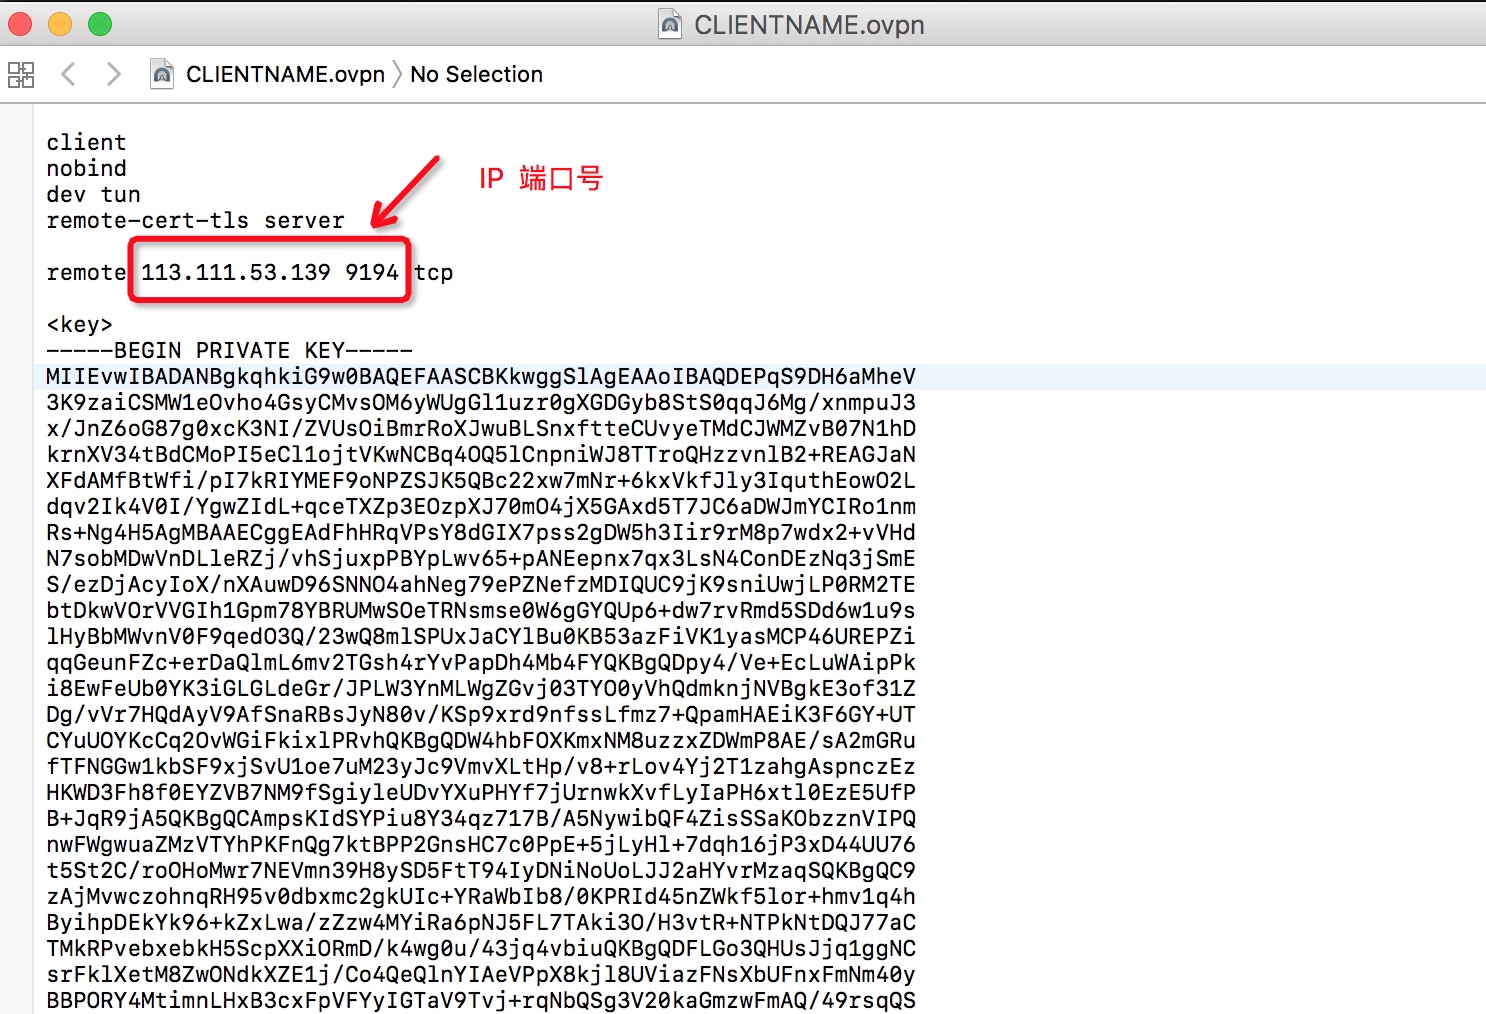 CLIENTNAME.ovpn
CLIENTNAME.ovpn 〉 No Selection
client
nobind
dev tun
remote-cert-tls server
IP 端口号
remote 113.111.53.139 9194 tcp
<key>
-----BEGIN PRIVATE KEY-----
MIIEvwIBADANBgkqhkiG9w0BAQEFAASCBKkwggSlAgEAAoIBAQDEPqS9DH6aMheV
3K9zaiCSMW1eOvho4GsyCMvsOM6yWUgGl1uzr0gXGDGyb8StS0qqJ6Mg/xnmpuJ3
x/JnZ6oG87g0xcK3NI/ZVUsOiBmrRoXJwuBLSnxftteCUvyeTMdCJWMZvB07N1hD
krnXV34tBdCMoPI5eCl1ojtVKwNCBq4OQ5lCnpniWJ8TTroQHzzvnlB2+REAGJaN
XFdAMfBtWfi/pI7kRIYMEF9oNPZSJK5QBc22xw7mNr+6kxVkfJly3IquthEowO2L
dqv2Ik4V0I/YgwZIdL+qceTXZp3EOzpXJ70mO4jX5GAxd5T7JC6aDWJmYCIRo1nm
Rs+Ng4H5AgMBAAECggEAdFhHRqVPsY8dGIX7pss2gDW5h3Iir9rM8p7wdx2+vVHd
N7sobMDwVnDLleRZj/vhSjuxpPBYpLwv65+pANEepnx7qx3LsN4ConDEzNq3jSmE
S/ezDjAcyIoX/nXAuwD96SNNO4ahNeg79ePZNefzMDIQUC9jK9sniUwjLP0RM2TE
btDkwVOrVVGIh1Gpm78YBRUMwSOeTRNsmse0W6gGYQUp6+dw7rvRmd5SDd6w1u9s
lHyBbMWvnV0F9qedO3Q/23wQ8mlSPUxJaCYlBu0KB53azFiVK1yasMCP46UREPZi
qqGeunFZc+erDaQlmL6mv2TGsh4rYvPapDh4Mb4FYQKBgQDpy4/Ve+EcLuWAipPk
i8EwFeUb0YK3iGLGLdeGr/JPLW3YnMLWgZGvj03TYO0yVhQdmknjNVBgkE3of31Z
Dg/vVr7HQdAyV9AfSnaRBsJyN80v/KSp9xrd9nfssLfmz7+QpamHAEiK3F6GY+UT
CYuUOYKcCq2OvWGiFkixlPRvhQKBgQDW4hbFOXKmxNM8uzzxZDWmP8AE/sA2mGRu
fTFNGGw1kbSF9xjSvU1oe7uM23yJc9VmvXLtHp/v8+rLov4Yj2T1zahgAspnczEz
HKWD3Fh8f0EYZVB7NM9fSgiyleUDvYXuPHYf7jUrnwkXvfLyIaPH6xtl0EzE5UfP
B+JqR9jA5QKBgQCAmpsKIdSYPiu8Y34qz717B/A5NywibQF4ZisSSaKObzznVIPQ
nwFWgwuaZMzVTYhPKFnQg7ktBPP2GnsHC7c0PpE+5jLyHl+7dqh16jP3xD44UU76
t5St2C/roOHoMwr7NEVmn39H8ySD5FtT94IyDNiNoUoLJJ2aHYvrMzaqSQKBgQC9
zAjMvwczohnqRH95v0dbxmc2gkUIc+YRaWbIb8/0KPRId45nZWkf5lor+hmv1q4h
ByihpDEkYk96+kZxLwa/zZzw4MYiRa6pNJ5FL7TAki3O/H3vtR+NTPkNtDQJ77aC
TMkRPvebxebkH5ScpXXiORmD/k4wg0u/43jq4vbiuQKBgQDFLGo3QHUsJjq1ggNC
srFklXetM8ZwONdkXZE1j/Co4QeQlnYIAeVPpX8kjl8UViazFNsXbUFnxFmNm40y
BBPORY4MtimnLHxB3cxFpVFYyIGTaV9Tvj+rqNbQSg3V20kaGmzwFmAQ/49rsqQS